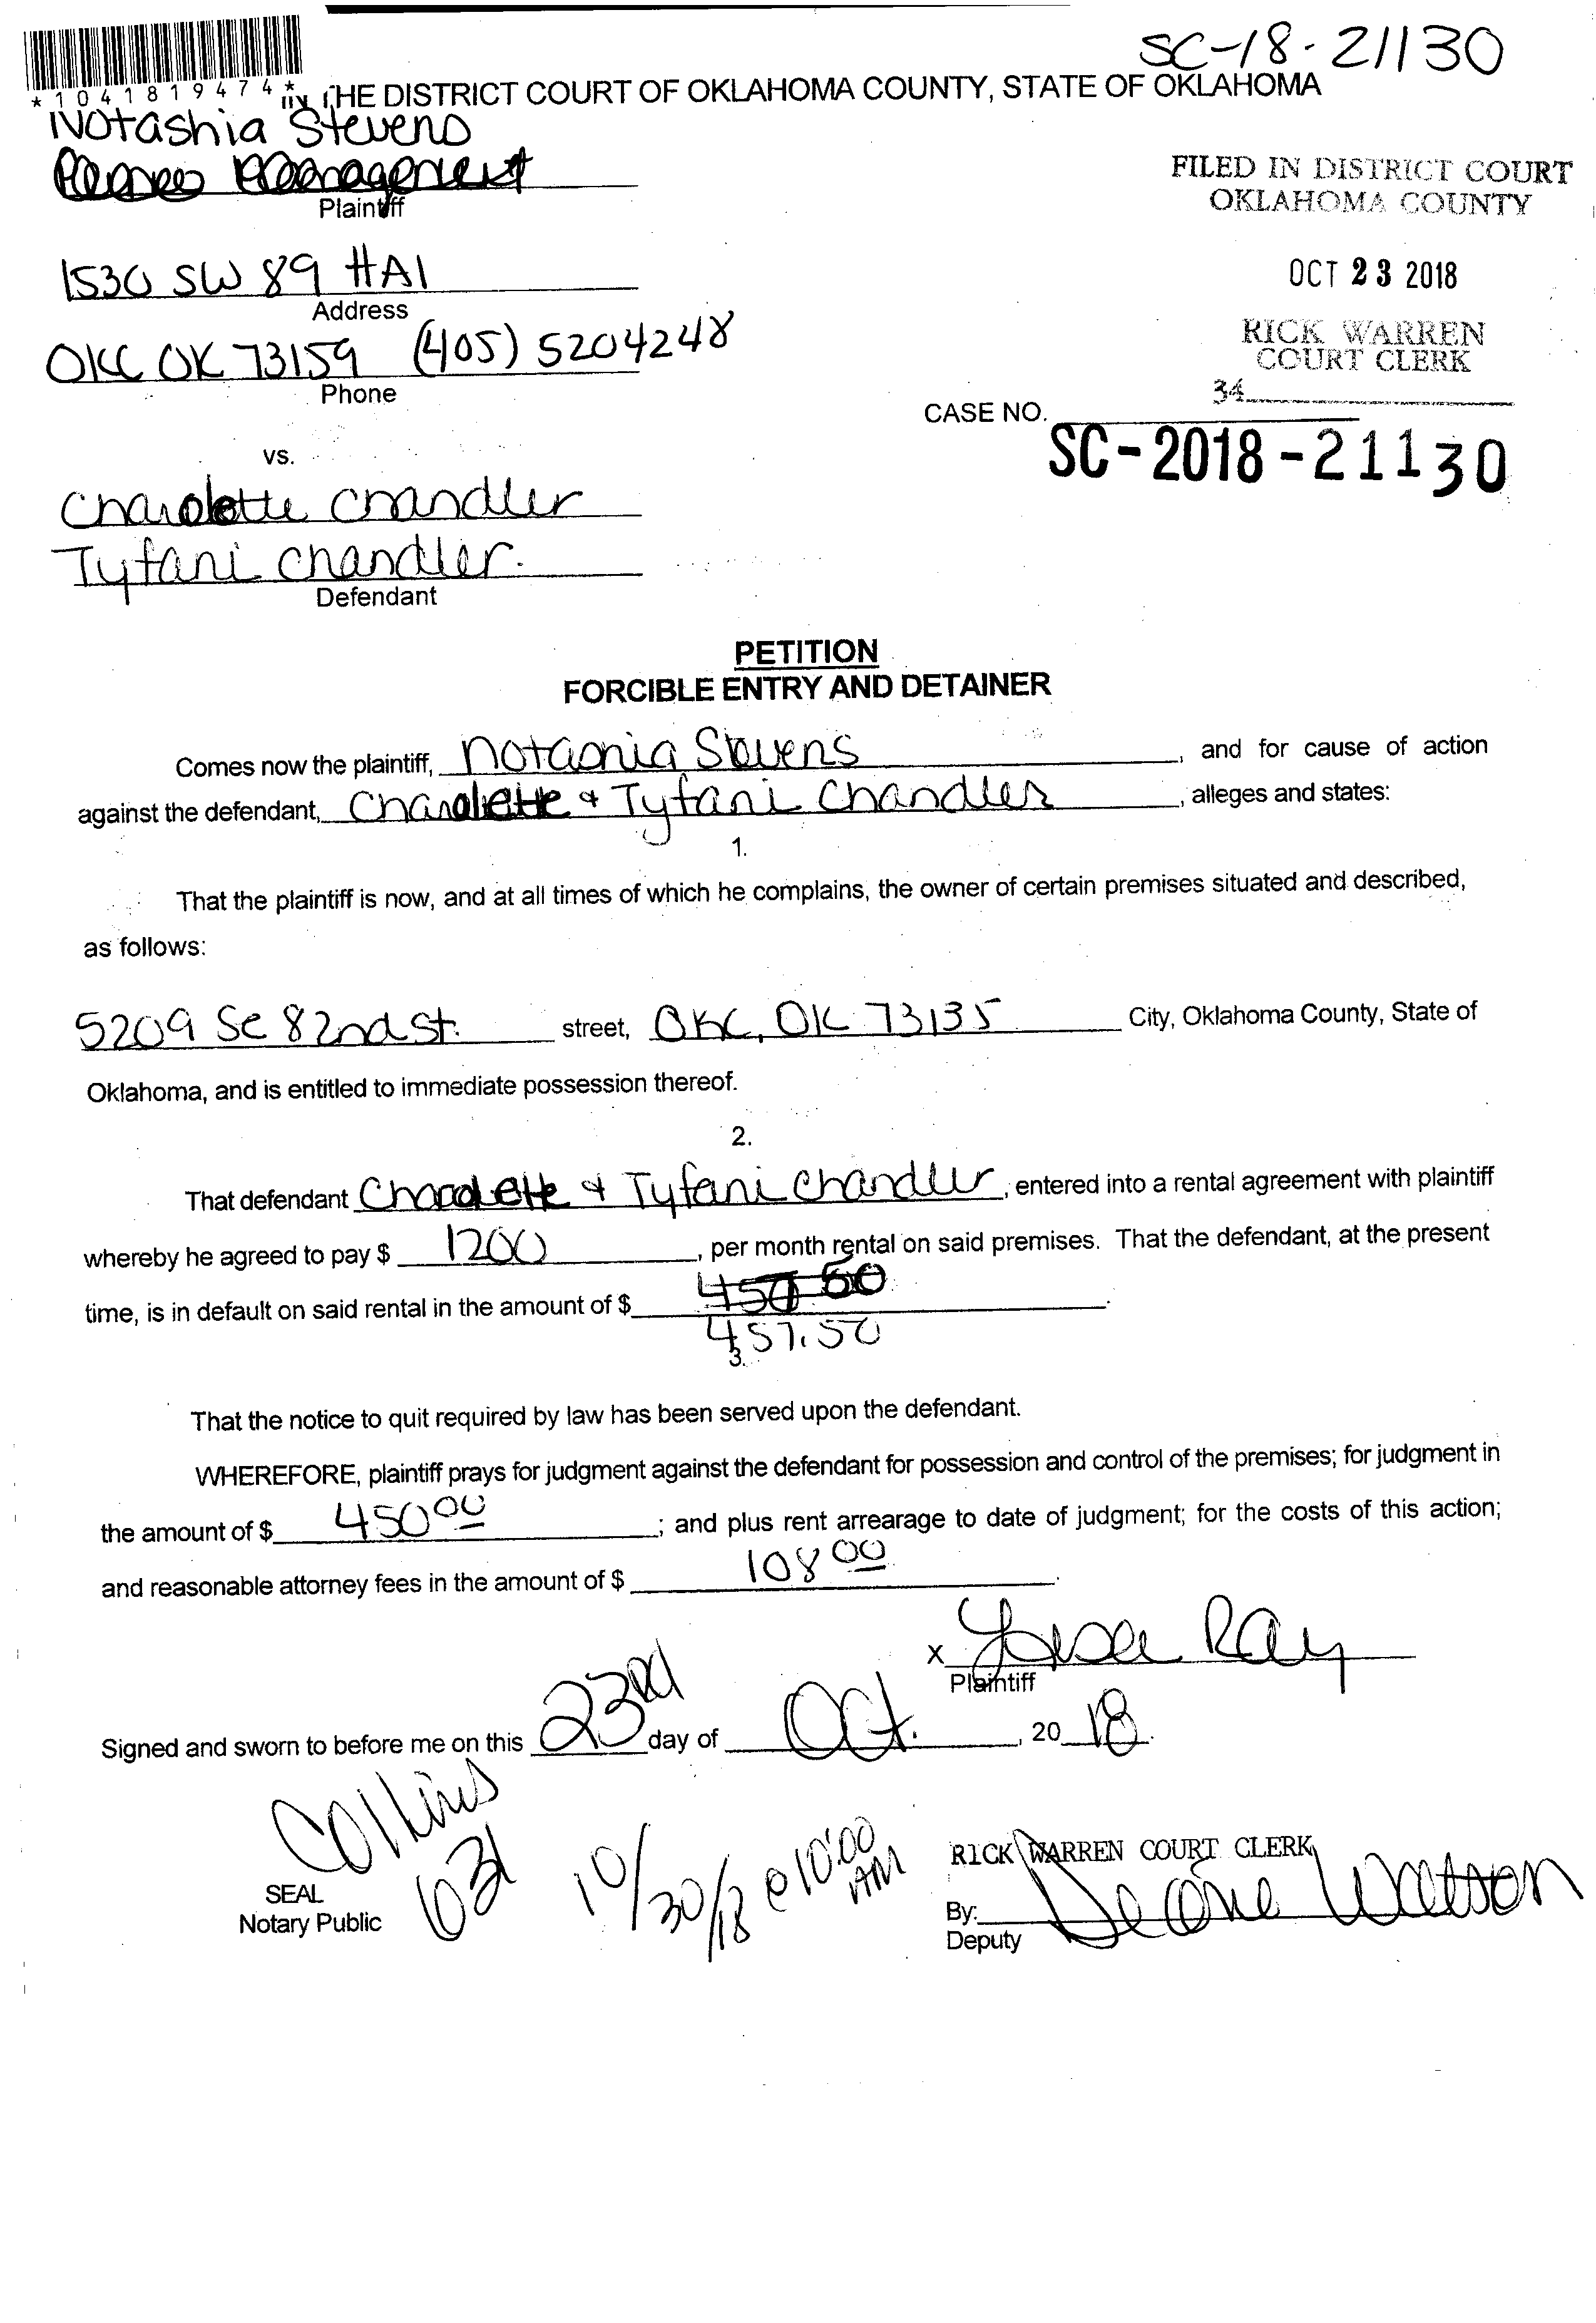 SC-18-21130
*1041819474*
THE DISTRICT COURT OF OKLAHOMA COUNTY, STATE OF OKLAHOMA
Notashia Stevens
Management
Plaintiff
FILED IN DISTRICT COURT
OKLAHOMA COUNTY
OCT 23 2018
RICK WARREN
COURT CLERK
34
1530 SW 89 #A1
Address
OKC OK 73159 (405) 5204248
Phone
CASE NO.
SC-2018-21130
vs.
Charolette Chandler
Tyfani Chandler.
Defendant
PETITION
FORCIBLE ENTRY AND DETAINER
Comes now the plaintiff, Notashia Stevens, and for cause of action
against the defendant, Charolette & Tyfani Chandler, alleges and states:
1.
That the plaintiff is now, and at all times of which he complains, the owner of certain premises situated and described,
as follows:
5209 SE 82nd St. street, OKC, OK 73135 City, Oklahoma County, State of
Oklahoma, and is entitled to immediate possession thereof.
2.
That defendant Charolette & Tyfani Chandler, entered into a rental agreement with plaintiff
whereby he agreed to pay $ 1200, per month rental on said premises. That the defendant, at the present
time, is in default on said rental in the amount of $ 450 00.
457.50
3.
That the notice to quit required by law has been served upon the defendant.
WHEREFORE, plaintiff prays for judgment against the defendant for possession and control of the premises; for judgment in
the amount of $ 450 00; and plus rent arrearage to date of judgment; for the costs of this action;
and reasonable attorney fees in the amount of $ 108 00.
X Lisa Ray
Plaintiff
Signed and sworn to before me on this 23rd day of Oct., 20 18.
Collins
031
10/30/18 @ 10:00 AM
SEAL
Notary Public
RICK WARREN COURT CLERK
By: Watson
Deputy